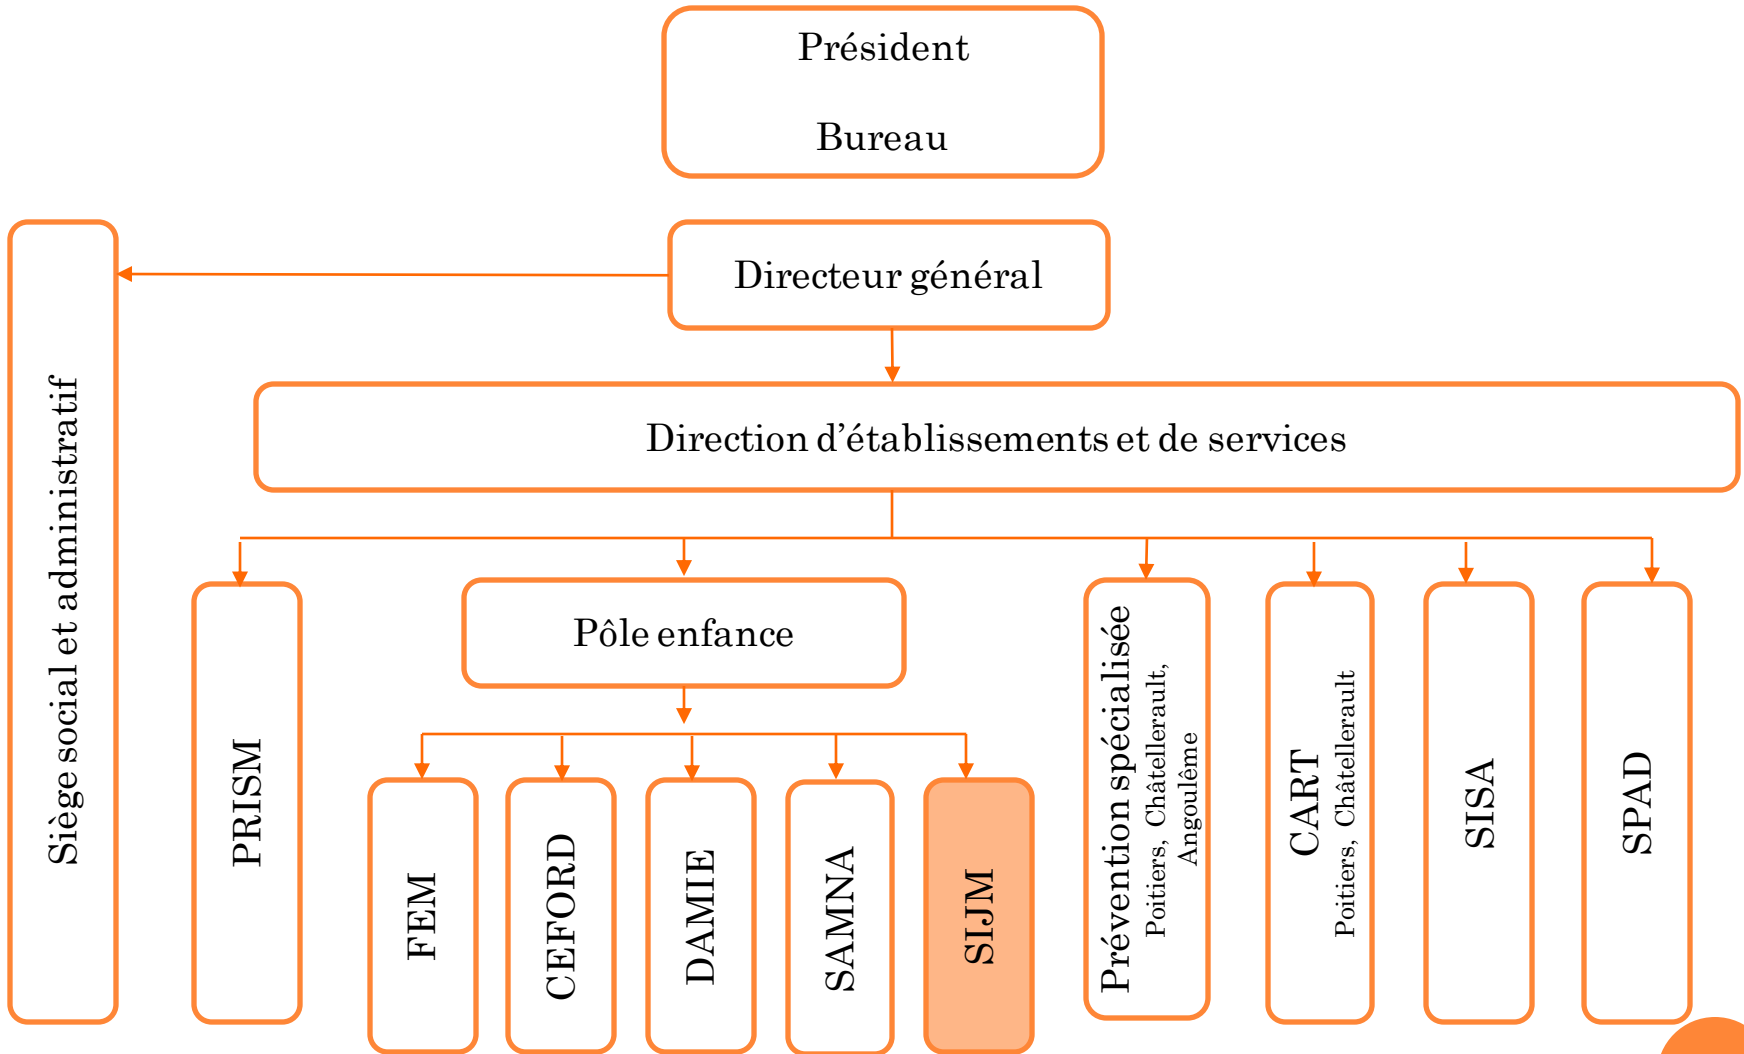 Président
Bureau
Directeur général
Siège social et administratif
Direction d’établissements et de services
PRISM
Pôle enfance
FEM
CEFORD
DAMIE
SAMNA
SIJM
Prévention spécialisée
Poitiers, Châtellerault,
Angoulême
CART
Poitiers, Châtellerault
SISA
SPAD